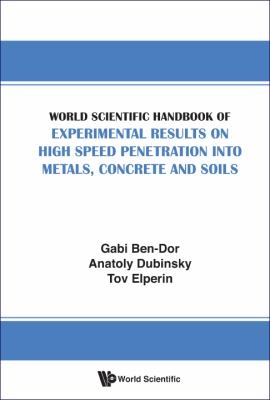 WORLD SCIENTIFIC HANDBOOK OF
EXPERIMENTAL RESULTS ON
HIGH SPEED PENETRATION INTO
METALS, CONCRETE AND SOILS
Gabi Ben-Dor
Anatoly Dubinsky
Tov Elperin
World Scientific